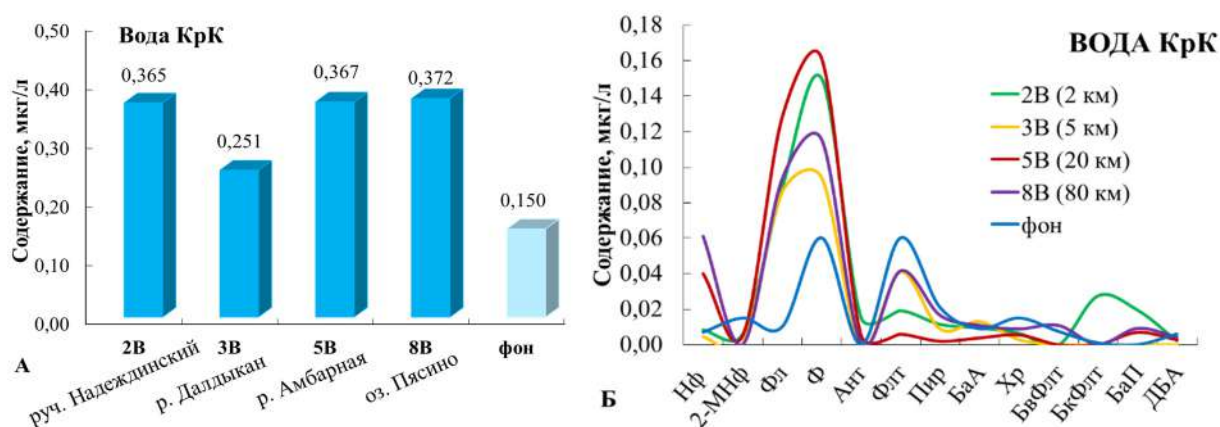 Вода КрК
Содержание, мкг/л
0,50
0,40
0,30
0,20
0,10
0,00
0,365
0,251
0,367
0,372
0,150
2В
3В
5В
8В
фон
руч. Надеждинский
р. Далдыкан
р. Амбарная
оз. Пясино
А
ВОДА КрК
Содержание, мкг/л
0,18
0,16
0,14
0,12
0,10
0,08
0,06
0,04
0,02
0,00
2В (2 км)
3В (5 км)
5В (20 км)
8В (80 км)
фон
Нф
2-МНф
Фл
Ф
Ант
Флт
Пир
БаА
Хр
БвФлт
БкФлт
БаП
ДБА
Б